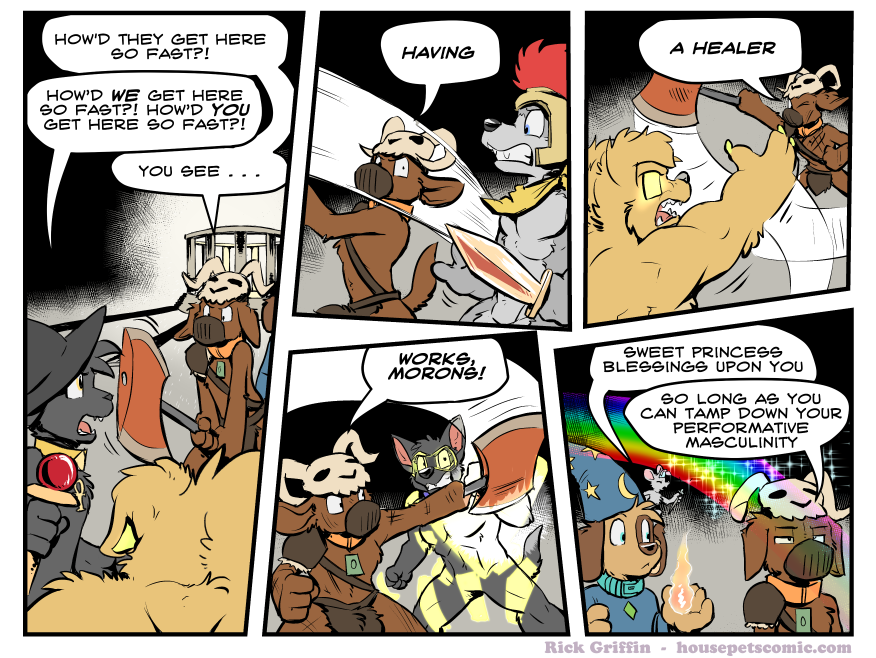 HOW'D THEY GET HERE
SO FAST?!
HOW'D WE GET HERE
SO FAST?! HOW'D YOU
GET HERE SO FAST?!
YOU SEE . . .
HAVING
A HEALER
WORKS,
MORONS!
SWEET PRINCESS
BLESSINGS UPON YOU
SO LONG AS YOU
CAN TAMP DOWN YOUR
PERFORMATIVE
MASCULINITY
Rick Griffin - housepetscomic.com